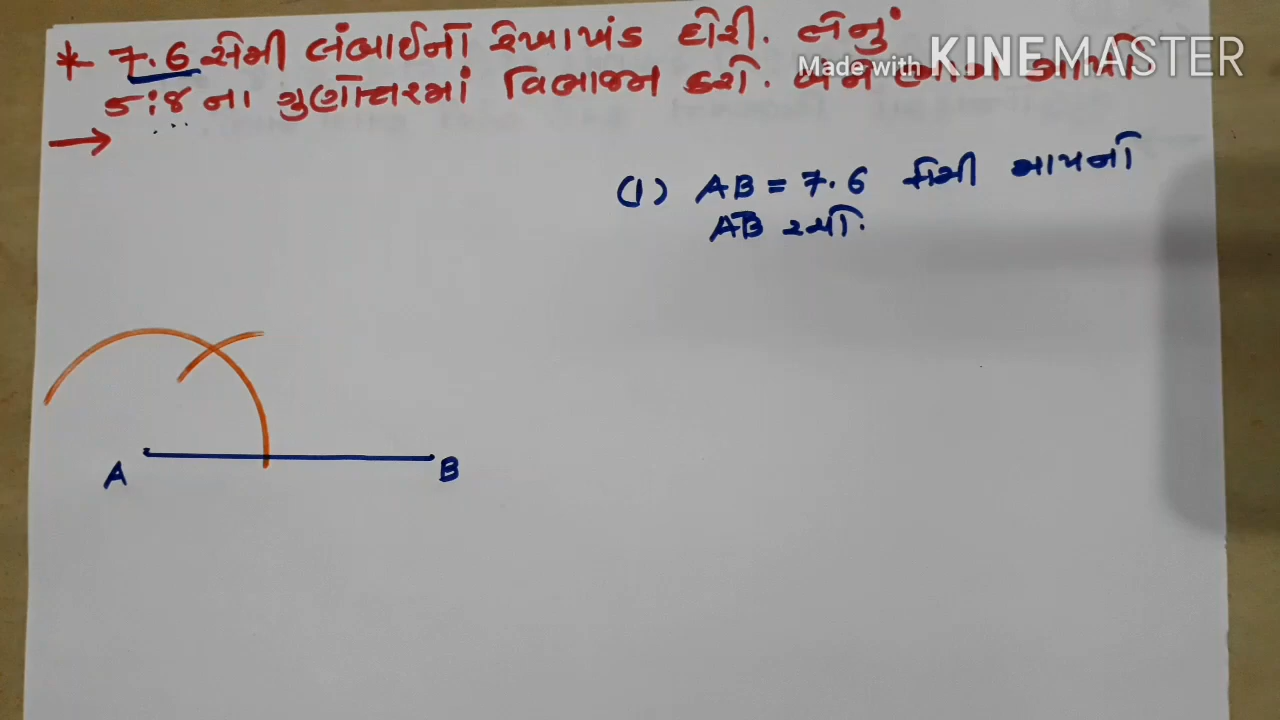 * 7.6 સેમી લંબાઈનો રેખાખંડ દોરી. તેનું
Made with KINEMASTER
5:8 ના ગુણોત્તરમાં વિભાજન કરો.
(1) AB = 7.6 સેમી માપનો
AB રચો.
A
B